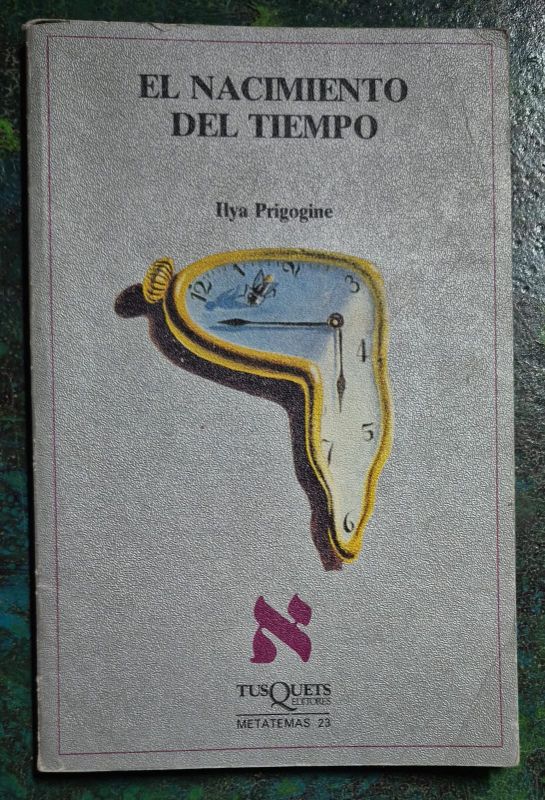 EL NACIMIENTO
DEL TIEMPO
Ilya Prigogine
12
1
2
3
4
5
7
6
א
TUSQUETS
EDITORES
METATEMAS 23